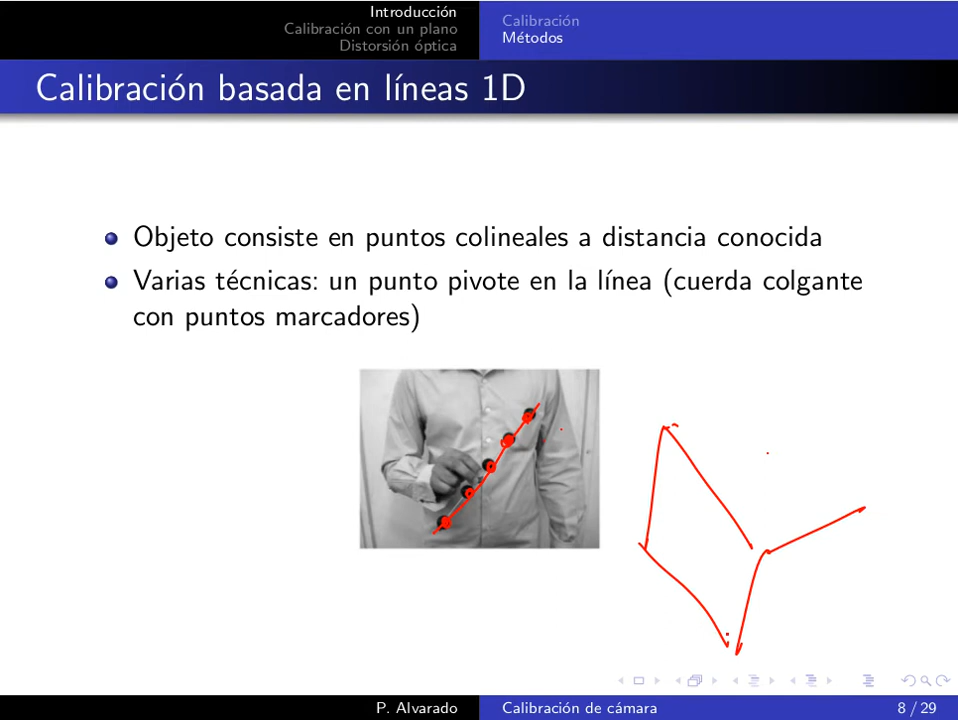 Introducción
Calibración con un plano
Distorsión óptica
Calibración
Métodos
Calibración basada en líneas 1D
Objeto consiste en puntos colineales a distancia conocida
Varias técnicas: un punto pivote en la línea (cuerda colgante
con puntos marcadores)
P. Alvarado
Calibración de cámara
8 / 29